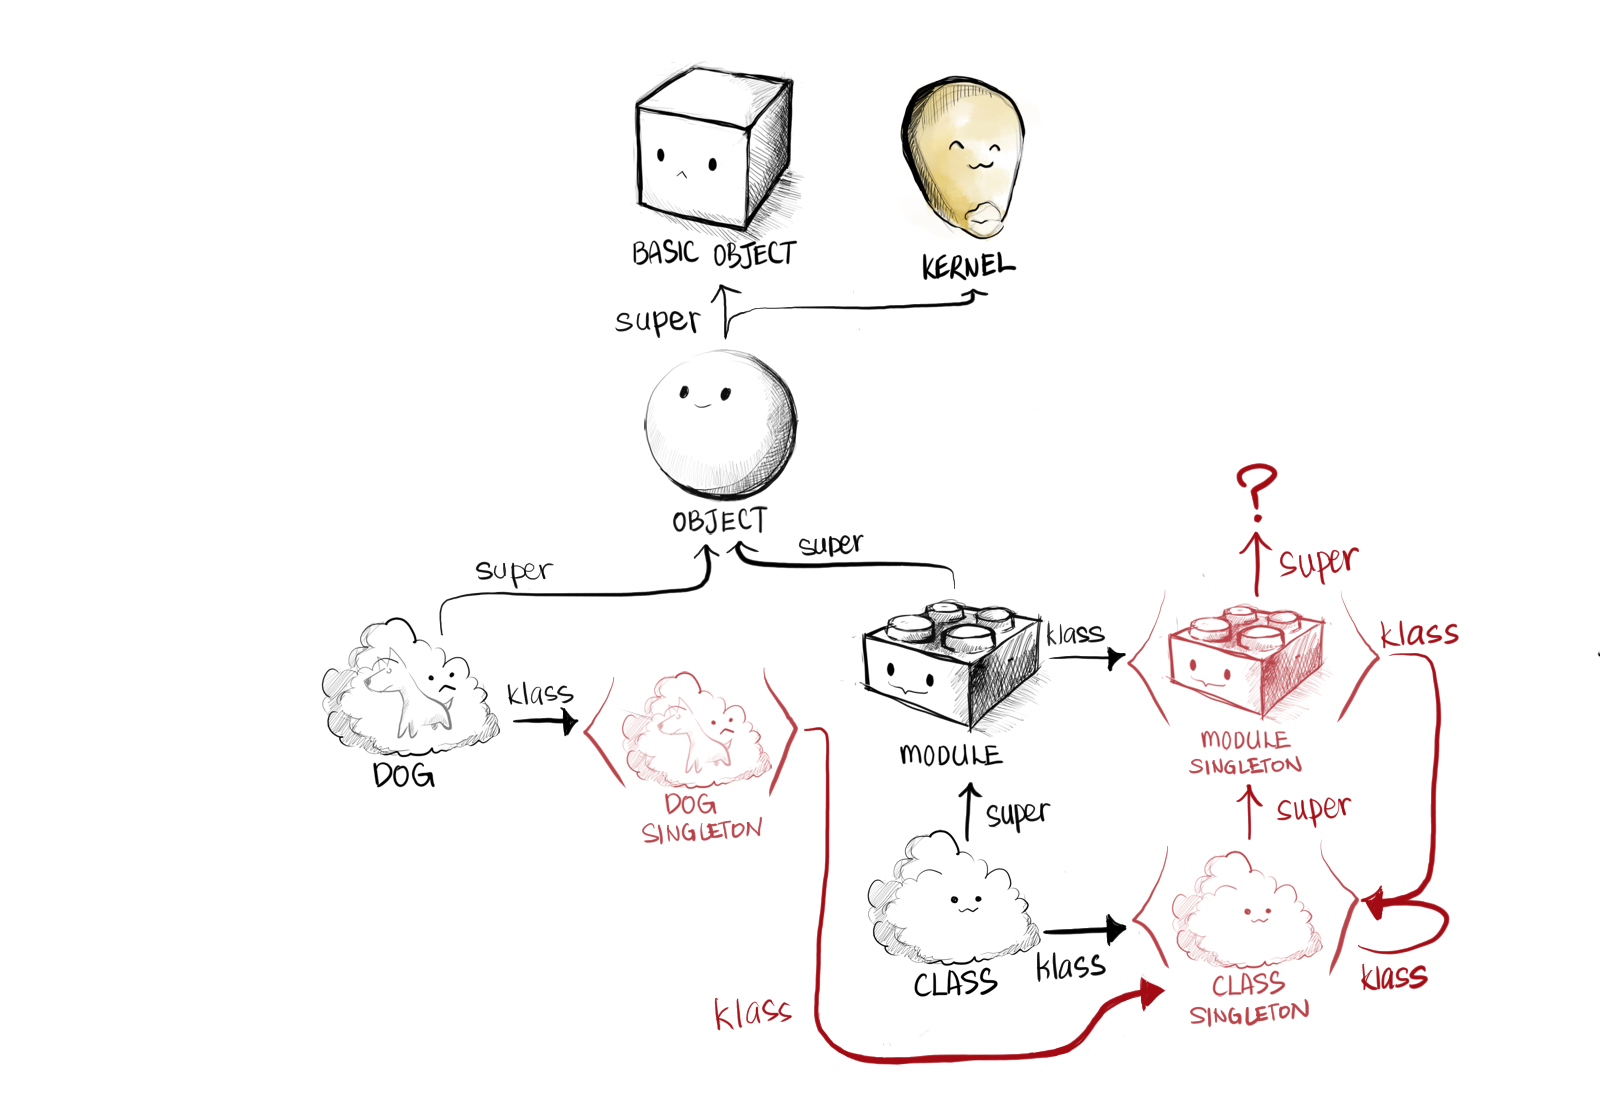 BASIC OBJECT
KERNEL
super
OBJECT
super
super
?
super
klass
klass
klass
DOG
DOG
SINGLETON
MODULE
MODULE
SINGLETON
super
super
CLASS
klass
CLASS
SINGLETON
klass
klass